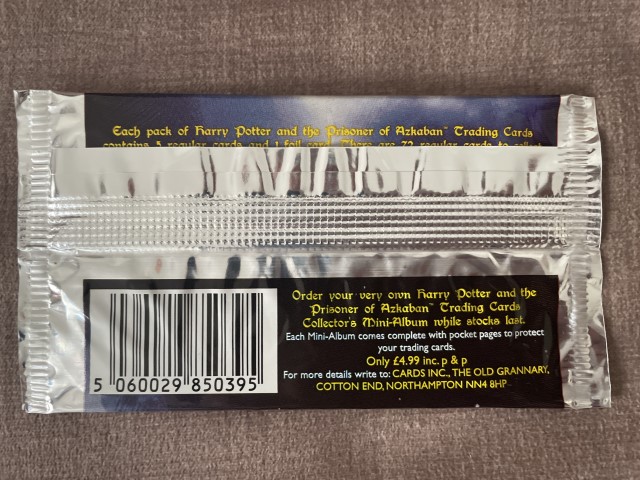 Each pack of Harry Potter and the Prisoner of Azkaban™ Trading Cards
contains 5 regular cards and 1 foil card. There are 72 regular cards to collect
Order your very own Harry Potter and the
Prisoner of Azkaban™ Trading Cards
Collector's Mini-Album while stocks last.
Each Mini-Album comes complete with pocket pages to protect
your trading cards.
Only £4.99 inc. p & p
For more details write to: CARDS INC., THE OLD GRANNARY,
COTTON END, NORTHAMPTON NN4 8HP
5 060029 850395